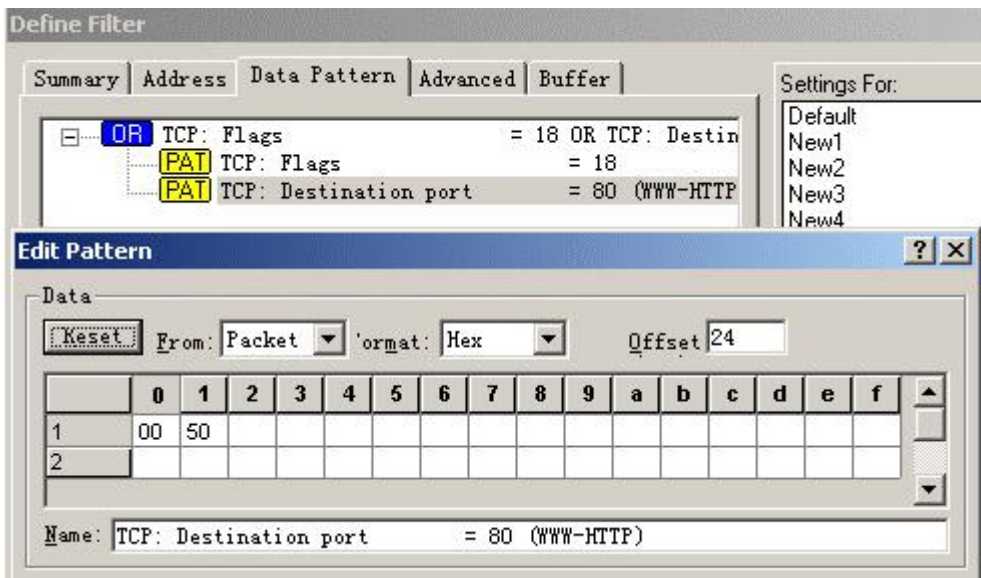 Define Filter
Summary Address Data Pattern Advanced Buffer
Settings For:
OR TCP: Flags = 18 OR TCP: Destin
PAT TCP: Flags = 18
PAT TCP: Destination port = 80 (WWW-HTTP
Default
New1
New2
New3
New4
Edit Pattern
Data
Reset From: Packet 'ormat: Hex Offset 24
0 1 2 3 4 5 6 7 8 9 a b c d e f
1 00 50
2
Name: TCP: Destination port = 80 (WWW-HTTP)